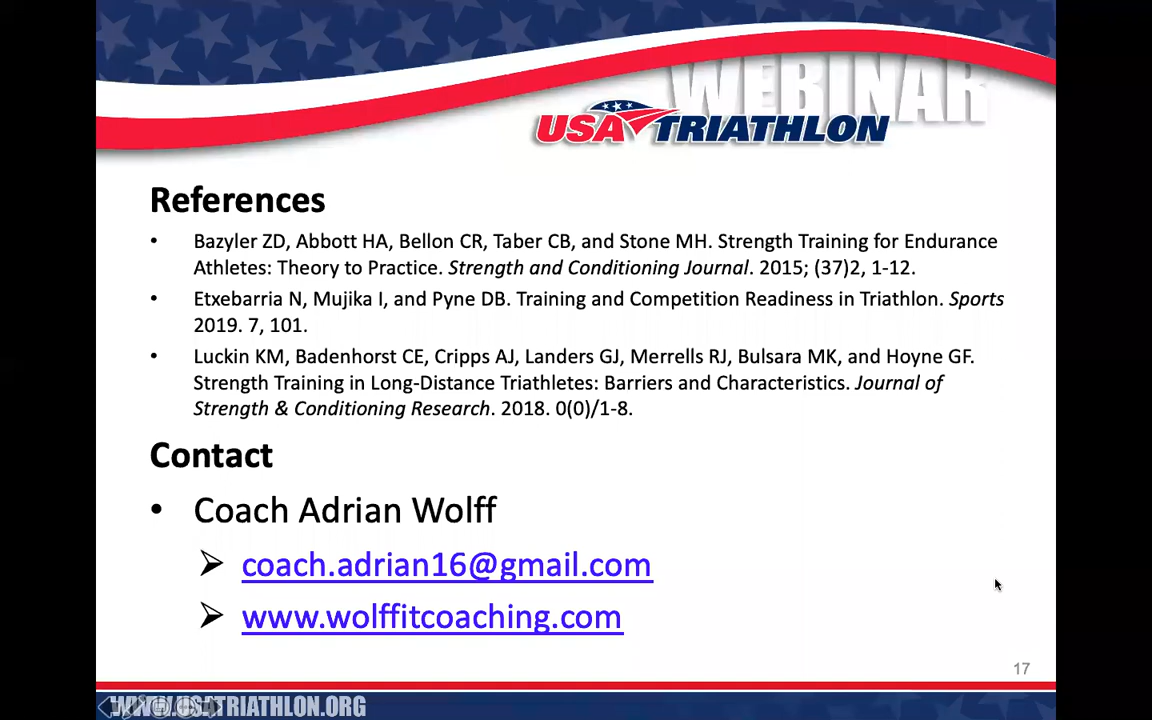 WEBINAR
USA TRIATHLON
References
• Bazyler ZD, Abbott HA, Bellon CR, Taber CB, and Stone MH. Strength Training for Endurance
Athletes: Theory to Practice. Strength and Conditioning Journal. 2015; (37)2, 1-12.
• Etxebarria N, Mujika I, and Pyne DB. Training and Competition Readiness in Triathlon. Sports
2019. 7, 101.
• Luckin KM, Badenhorst CE, Cripps AJ, Landers GJ, Merrells RJ, Bulsara MK, and Hoyne GF.
Strength Training in Long-Distance Triathletes: Barriers and Characteristics. Journal of
Strength & Conditioning Research. 2018. 0(0)/1-8.
Contact
• Coach Adrian Wolff
➢ coach.adrian16@gmail.com
➢ www.wolffitcoaching.com
17
WWW.USATRIATHLON.ORG